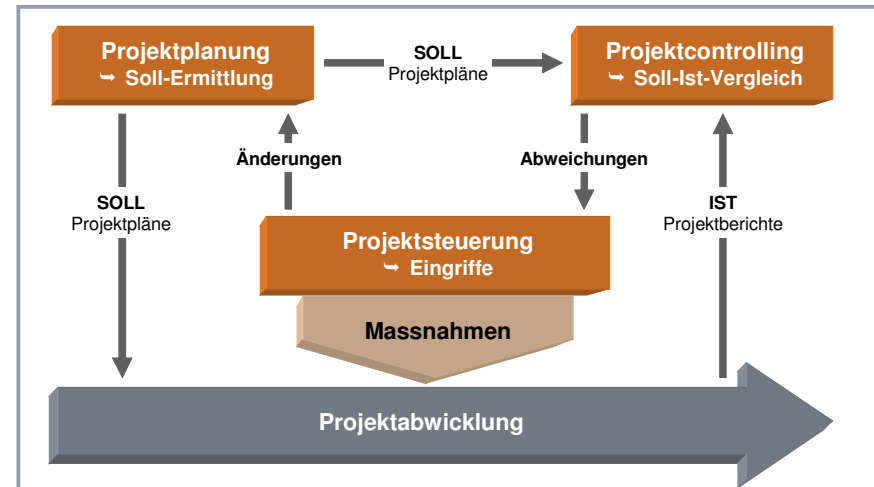 Projektplanung
➥ Soll-Ermittlung
SOLL
Projektpläne
Projektcontrolling
➥ Soll-Ist-Vergleich
Änderungen
Abweichungen
SOLL
Projektpläne
IST
Projektberichte
Projektsteuerung
➥ Eingriffe
Massnahmen
Projektabwicklung